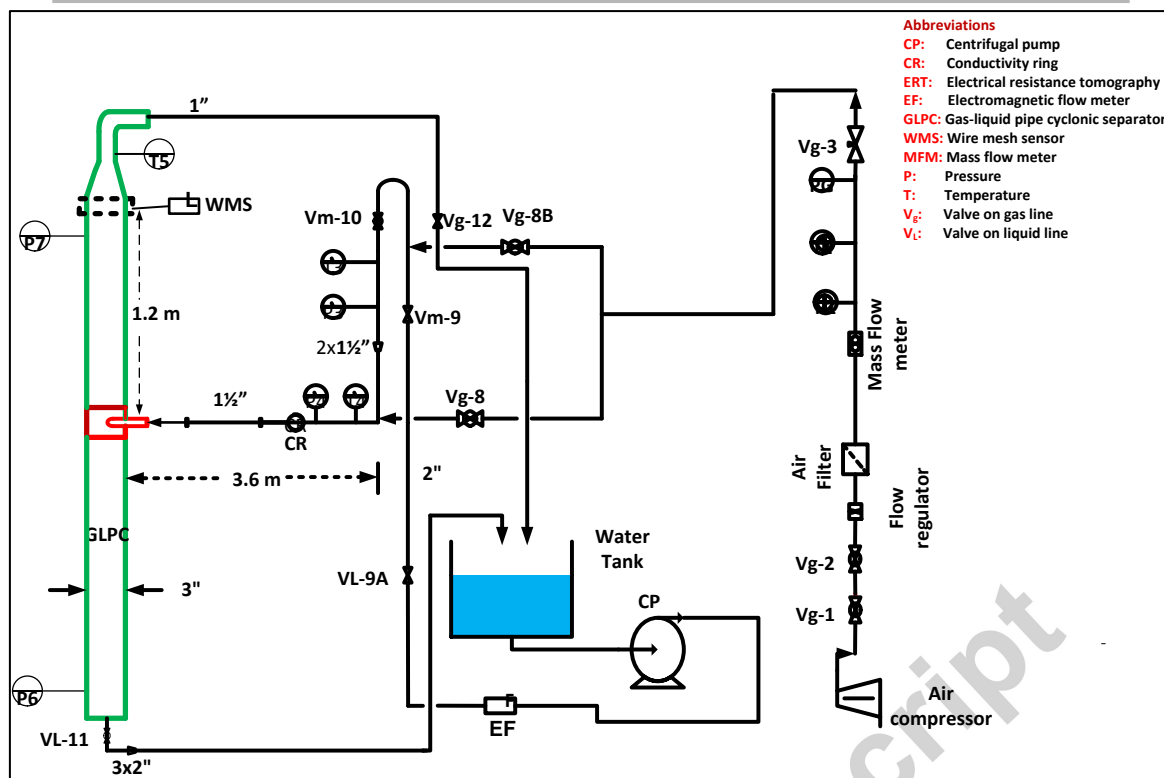 Abbreviations
CP: Centrifugal pump
CR: Conductivity ring
ERT: Electrical resistance tomography
EF: Electromagnetic flow meter
GLPC: Gas-liquid pipe cyclonic separator
WMS: Wire mesh sensor
MFM: Mass flow meter
P: Pressure
T: Temperature
Vg: Valve on gas line
VL: Valve on liquid line
1”
T5
Vg-3
PG
WMS
Vm-10
Vg-12
Vg-8B
P7
1.2 m
Vm-9
2x1½”
Mass Flow
meter
1½”
Vg-8
CR
3.6 m
2"
Air
Filter
Flow
regulator
GLPC
Water
Tank
Vg-2
VL-9A
3"
CP
Vg-1
P6
Air
compressor
VL-11
EF
3x2"
cript